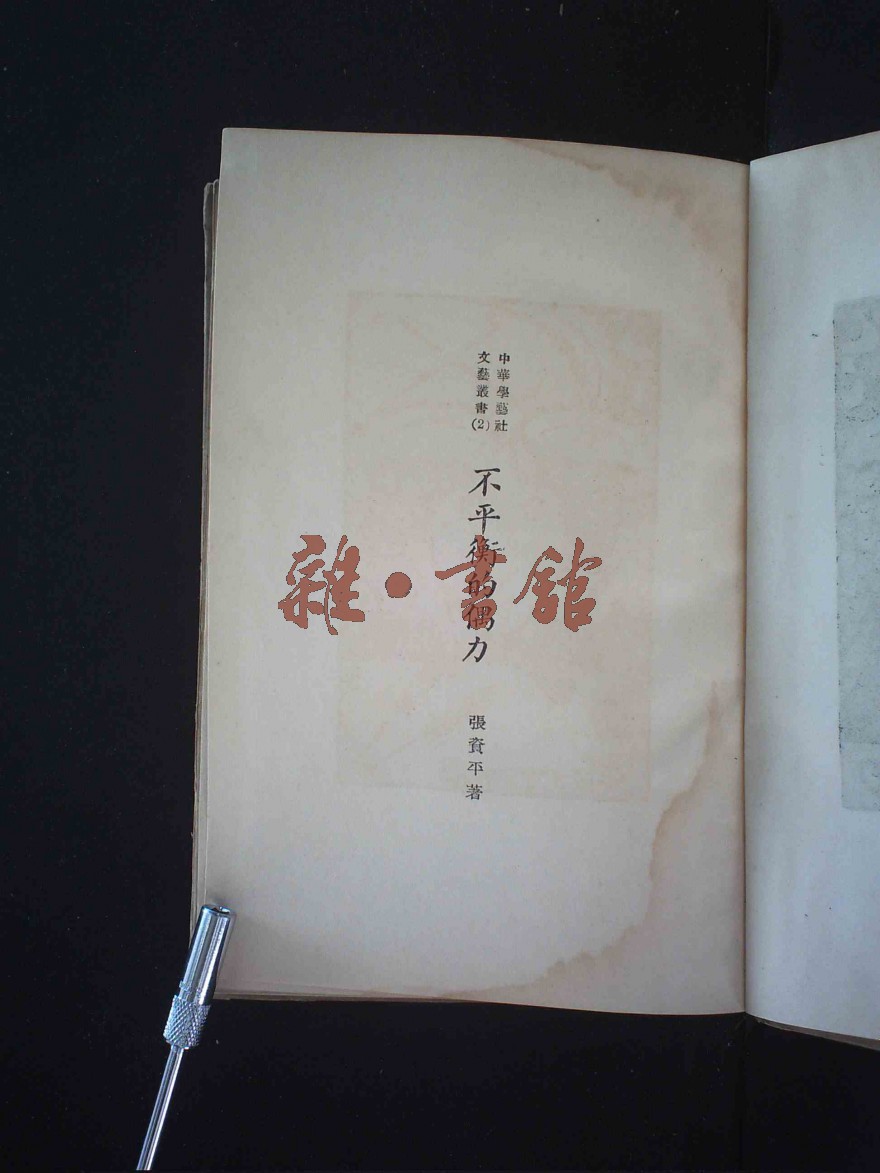 中華學藝社
文藝叢書(2)
不平衡的偶力
張資平著
雜·書館